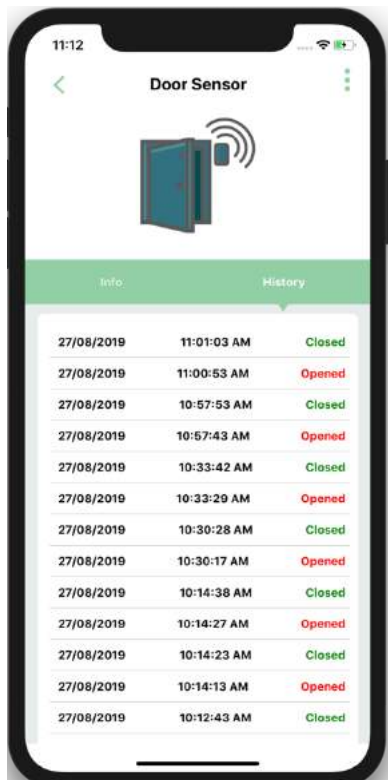 11:12
Door Sensor
Info History
27/08/2019 11:01:03 AM Closed
27/08/2019 11:00:53 AM Opened
27/08/2019 10:57:53 AM Closed
27/08/2019 10:57:43 AM Opened
27/08/2019 10:33:42 AM Closed
27/08/2019 10:33:29 AM Opened
27/08/2019 10:30:28 AM Closed
27/08/2019 10:30:17 AM Opened
27/08/2019 10:14:38 AM Closed
27/08/2019 10:14:27 AM Opened
27/08/2019 10:14:23 AM Closed
27/08/2019 10:14:13 AM Opened
27/08/2019 10:12:43 AM Closed